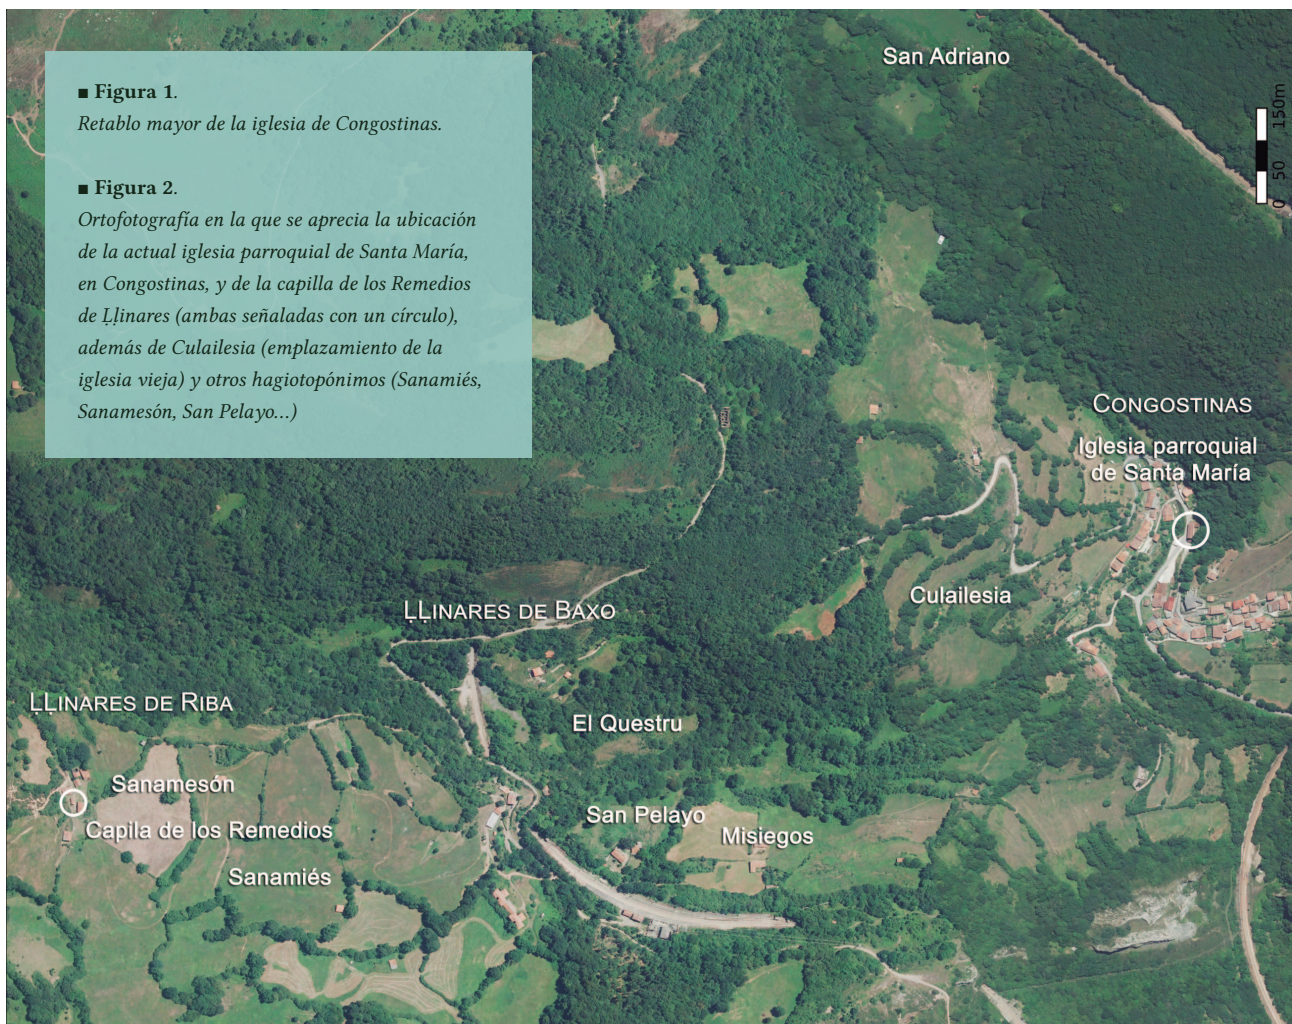 ■ Figura 1.
Retablo mayor de la iglesia de Congostinas.
■ Figura 2.
Ortofotografía en la que se aprecia la ubicación
de la actual iglesia parroquial de Santa María,
en Congostinas, y de la capilla de los Remedios
de Ḷḷinares (ambas señaladas con un círculo),
además de Culailesia (emplazamiento de la
iglesia vieja) y otros hagiotopónimos (Sanamiés,
Sanamesón, San Pelayo...)
San Adriano
0 50 150m
CONGOSTINAS
Iglesia parroquial
de Santa María
Culailesia
ḶḶINARES DE BAXO
ḶḶINARES DE RIBA
El Questru
Sanamesón
Capila de los Remedios
San Pelayo
Misiegos
Sanamiés